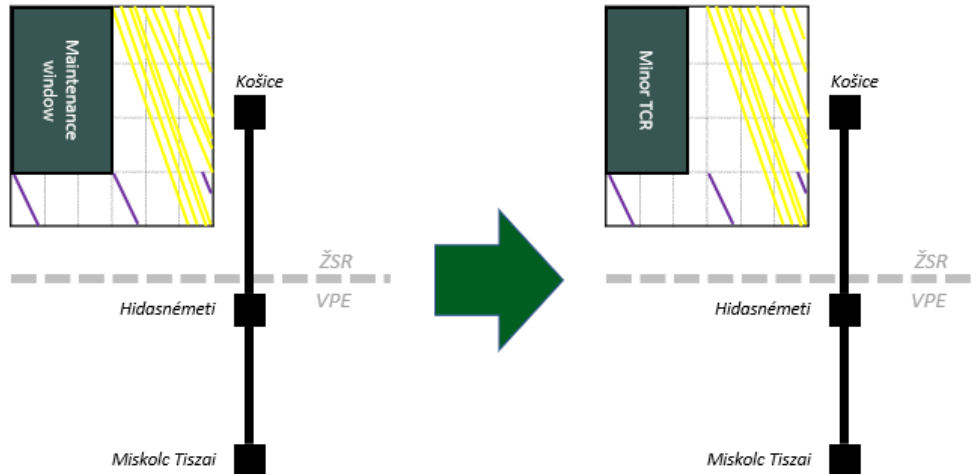 Maintenance
window
Košice
ŽSR
VPE
Hidasnémeti
Miskolc Tiszai
Minor TCR
Košice
ŽSR
VPE
Hidasnémeti
Miskolc Tiszai